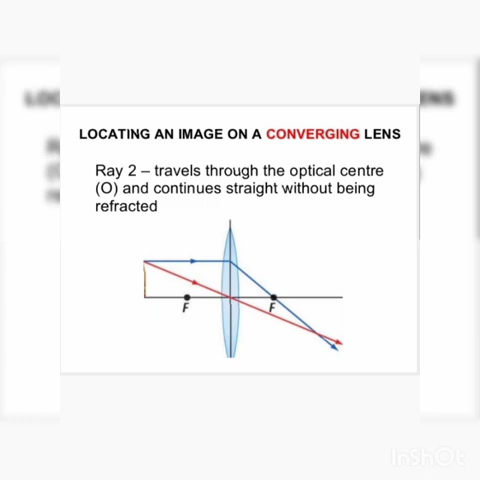 LOCATING AN IMAGE ON A CONVERGING LENS
Ray 2 – travels through the optical centre
(O) and continues straight without being
refracted
F
F
InShOt